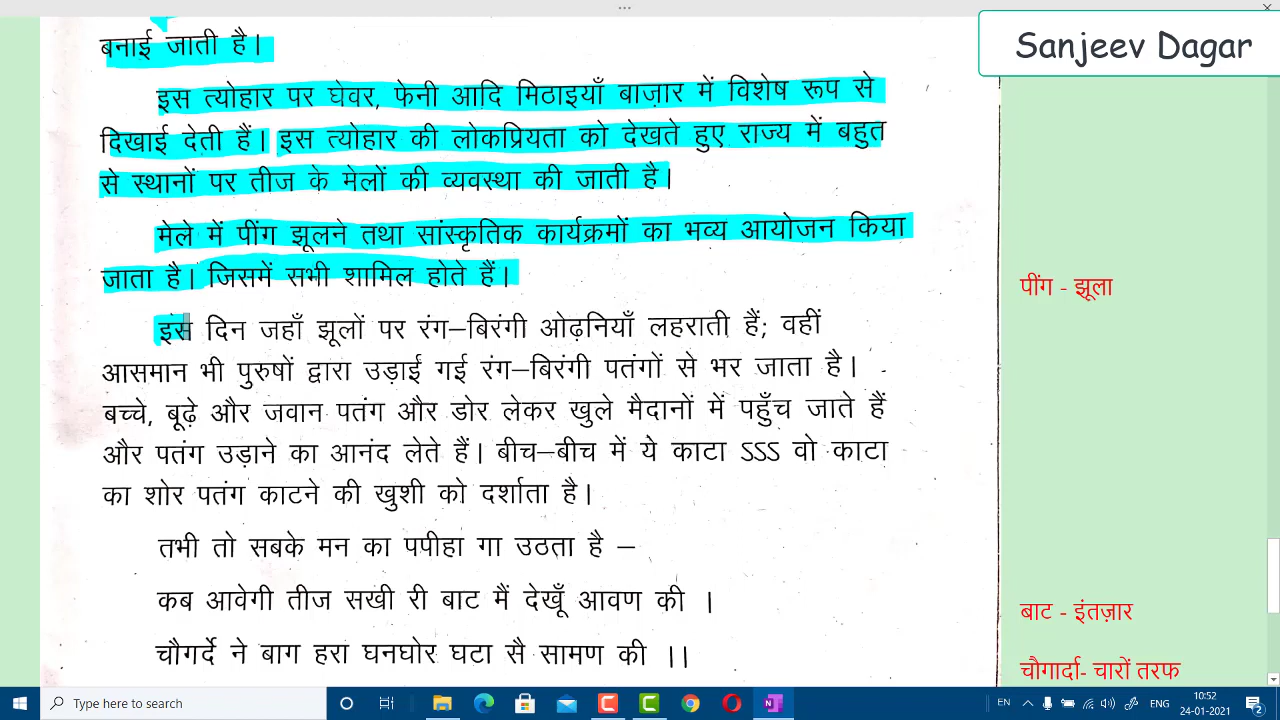 Sanjeev Dagar
बनाई जाती है।
इस त्योहार पर घेवर, फेनी आदि मिठाइयाँ बाज़ार में विशेष रूप से
दिखाई देती हैं। इस त्योहार की लोकप्रियता को देखते हुए राज्य में बहुत
से स्थानों पर तीज के मेलों की व्यवस्था की जाती है।
मेले में पींग झूलने तथा सांस्कृतिक कार्यक्रमों का भव्य आयोजन किया
जाता है। जिसमें सभी शामिल होते हैं।
पींग - झूला
इस दिन जहाँ झूलों पर रंग–बिरंगी ओढ़नियाँ लहराती हैं; वहीं
आसमान भी पुरुषों द्वारा उड़ाई गई रंग–बिरंगी पतंगों से भर जाता है।
बच्चे, बूढ़े और जवान पतंग और डोर लेकर खुले मैदानों में पहुँच जाते हैं
और पतंग उड़ाने का आनंद लेते हैं। बीच–बीच में ये काटा SSS वो काटा
का शोर पतंग काटने की खुशी को दर्शाता है।
तभी तो सबके मन का पपीहा गा उठता है –
कब आवेगी तीज सखी री बाट मैं देखूँ आवण की ।
बाट - इंतज़ार
चौगर्दे ने बाग हरा घनघोर घटा सै सामण की ।।
चौगार्दा- चारों तरफ
Type here to search
EN
ENG
10:52
24-01-2021
2